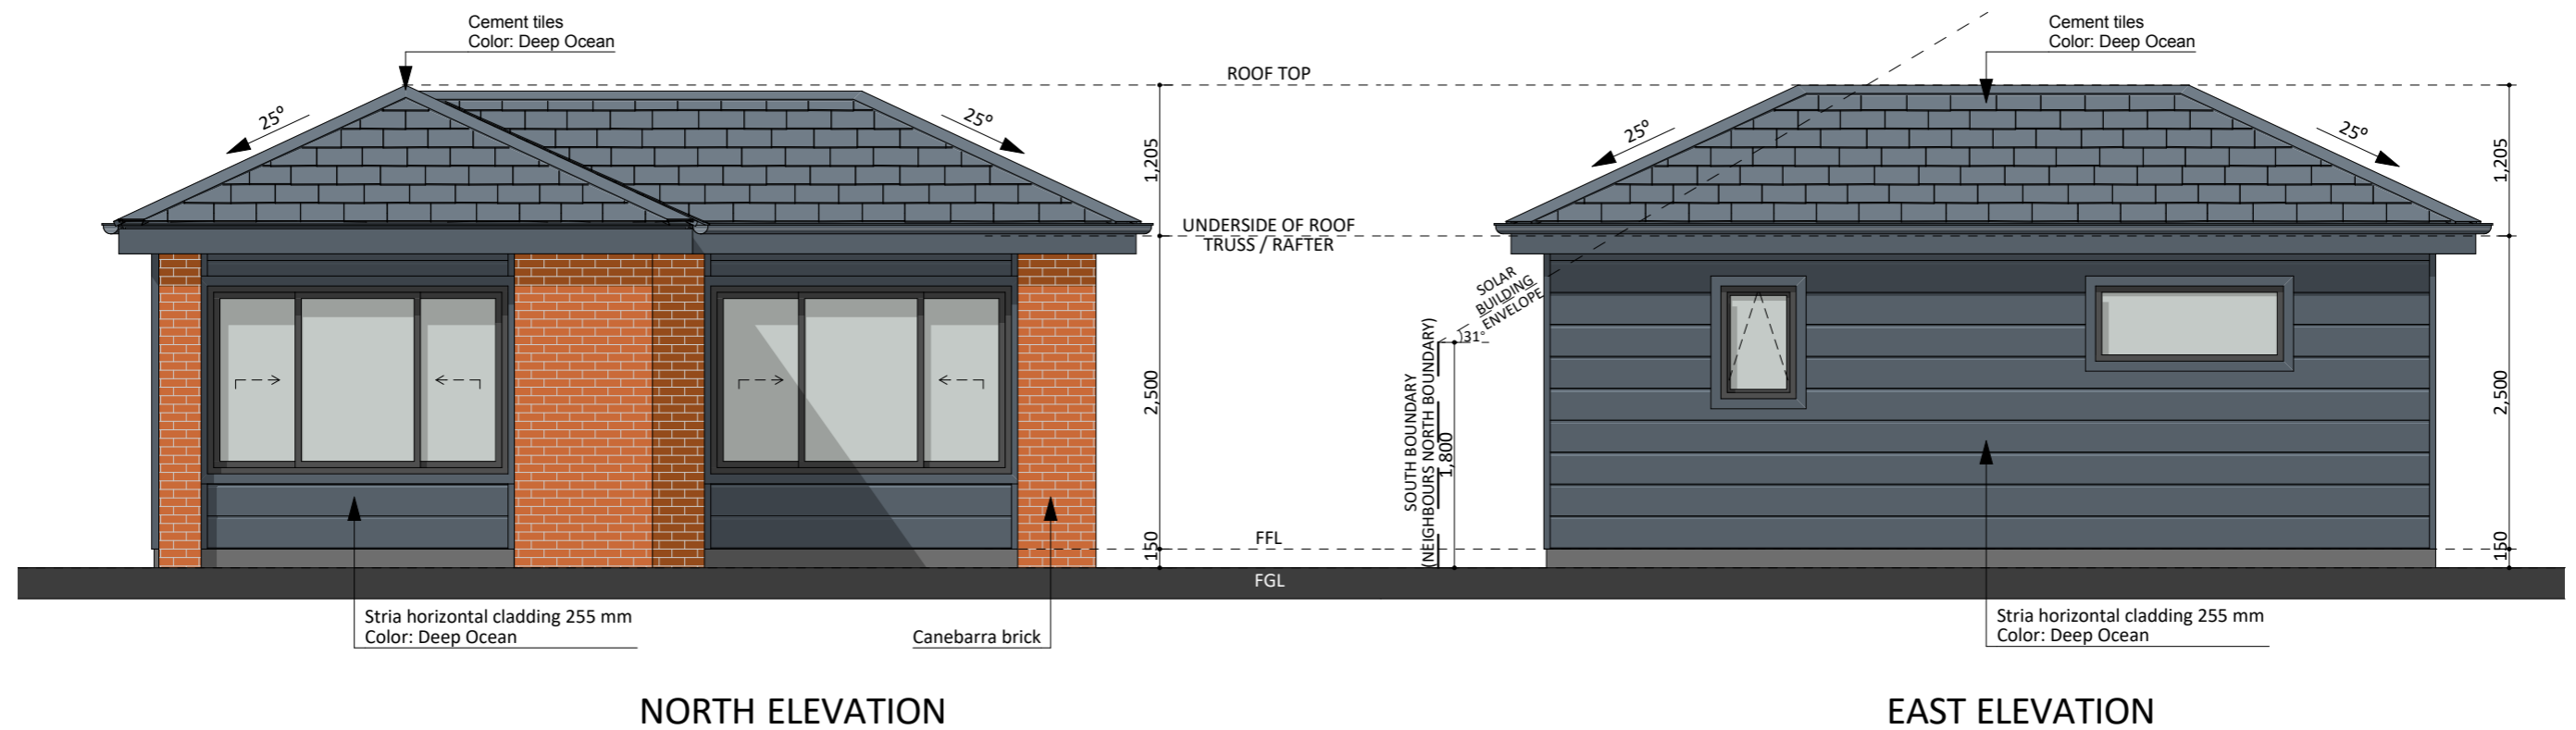 Cement tiles
Color: Deep Ocean
25°
25°
ROOF TOP
1,205
UNDERSIDE OF ROOF
TRUSS / RAFTER
2,500
FFL
150
FGL
Stria horizontal cladding 255 mm
Color: Deep Ocean
Canebarra brick
NORTH ELEVATION
Cement tiles
Color: Deep Ocean
25°
25°
1,205
SOLAR
BUILDING
ENVELOPE
31°
SOUTH BOUNDARY
(NEIGHBOURS NORTH BOUNDARY)
1,800
2,500
150
Stria horizontal cladding 255 mm
Color: Deep Ocean
EAST ELEVATION